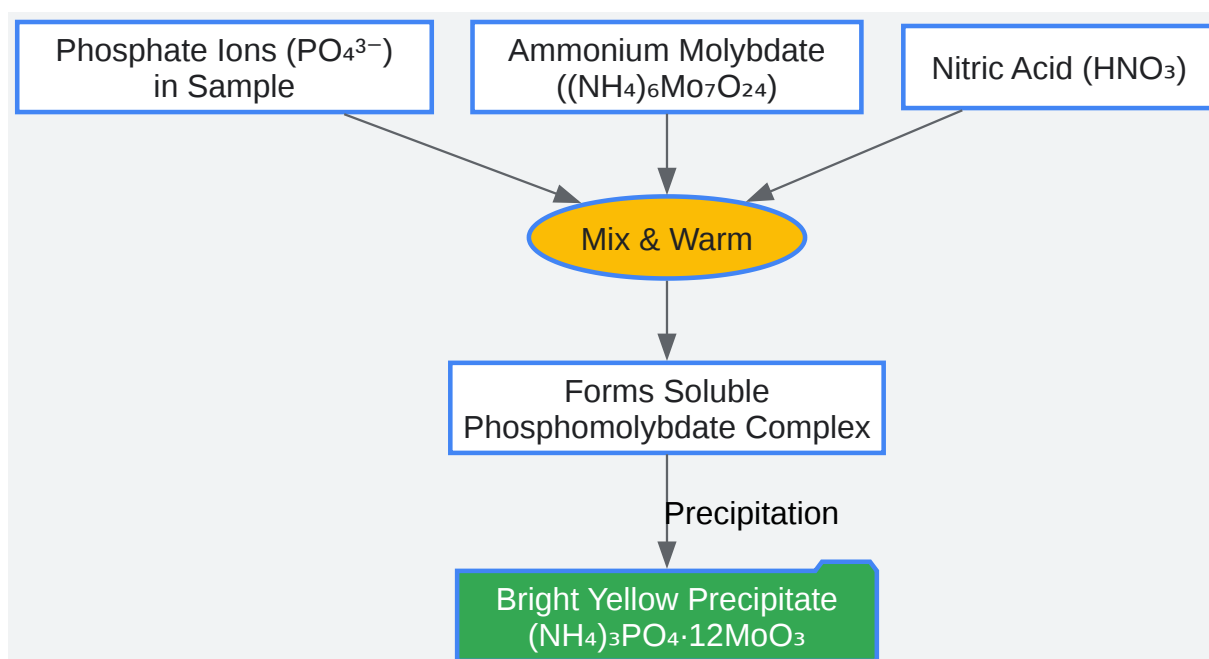 Phosphate Ions (PO₄³⁻)
in Sample
Ammonium Molybdate
((NH₄)₆Mo₇O₂₄)
Nitric Acid (HNO₃)
Mix & Warm
Forms Soluble
Phosphomolybdate Complex
Precipitation
Bright Yellow Precipitate
(NH₄)₃PO₄·12MoO₃